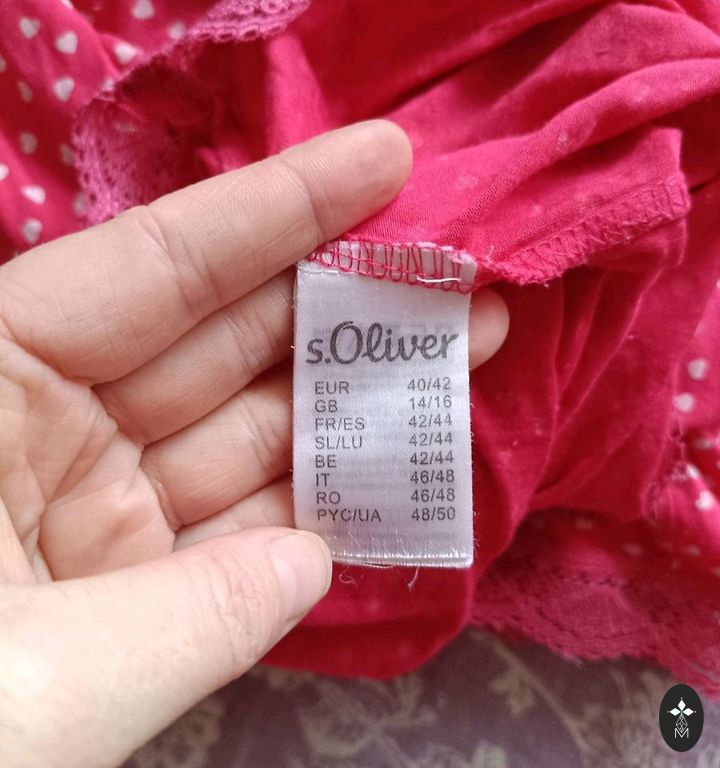 s.Oliver
EUR 40/42
GB 14/16
FR/ES 42/44
SL/LU 42/44
BE 42/44
IT 46/48
RO 46/48
РУС/UA 48/50
M